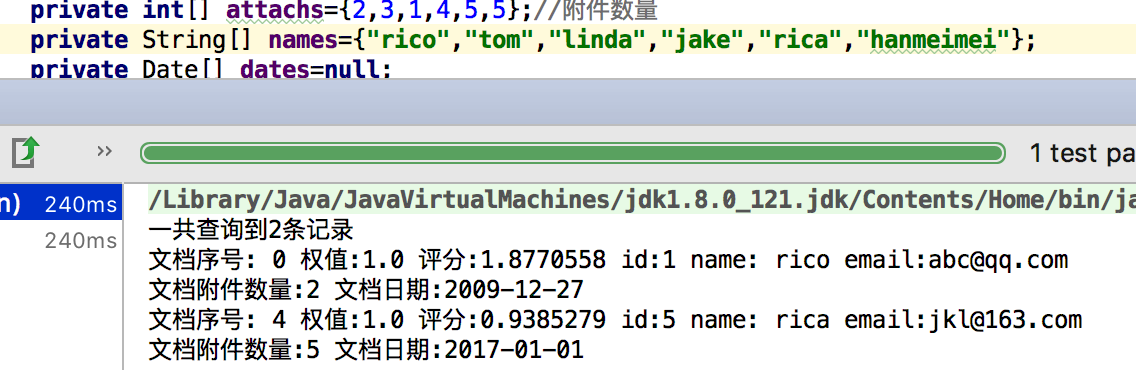 private int[] attachs={2,3,1,4,5,5};//附件数量
private String[] names={"rico","tom","linda","jake","rica","hanmeimei"};
private Date[] dates=null;
>> 1 test pa
n) 240ms /Library/Java/JavaVirtualMachines/jdk1.8.0_121.jdk/Contents/Home/bin/ja
240ms 一共查询到2条记录
文档序号: 0 权值:1.0 评分:1.8770558 id:1 name: rico email:abc@qq.com
文档附件数量:2 文档日期:2009-12-27
文档序号: 4 权值:1.0 评分:0.9385279 id:5 name: rica email:jkl@163.com
文档附件数量:5 文档日期:2017-01-01